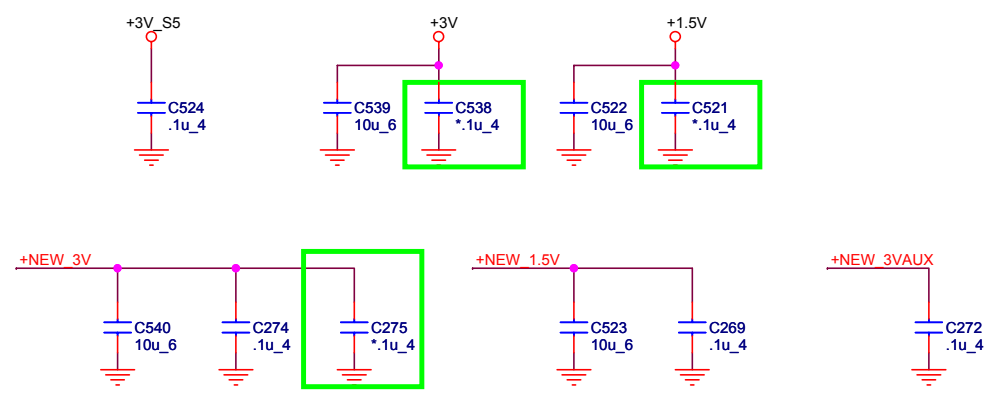 +3V_S5
+3V
+1.5V
C524
.1u_4
C539
10u_6
C538
*.1u_4
C522
10u_6
C521
*.1u_4
+NEW_3V
+NEW_1.5V
+NEW_3VAUX
C540
10u_6
C274
.1u_4
C275
*.1u_4
C523
10u_6
C269
.1u_4
C272
.1u_4